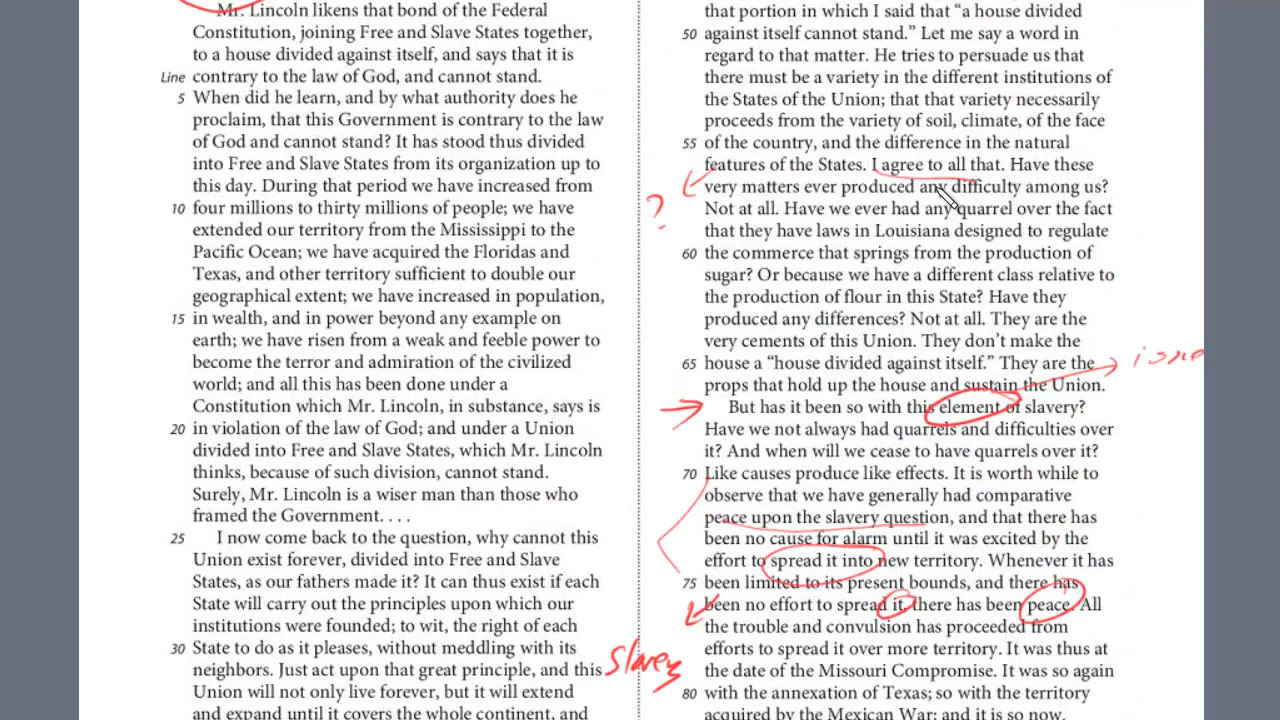 Mr. Lincoln likens that bond of the Federal
Constitution, joining Free and Slave States together,
to a house divided against itself, and says that it is
Line contrary to the law of God, and cannot stand.
5 When did he learn, and by what authority does he
proclaim, that this Government is contrary to the law
of God and cannot stand? It has stood thus divided
into Free and Slave States from its organization up to
this day. During that period we have increased from
10 four millions to thirty millions of people; we have
extended our territory from the Mississippi to the
Pacific Ocean; we have acquired the Floridas and
Texas, and other territory sufficient to double our
geographical extent; we have increased in population,
15 in wealth, and in power beyond any example on
earth; we have risen from a weak and feeble power to
become the terror and admiration of the civilized
world; and all this has been done under a
Constitution which Mr. Lincoln, in substance, says is
20 in violation of the law of God; and under a Union
divided into Free and Slave States, which Mr. Lincoln
thinks, because of such division, cannot stand.
Surely, Mr. Lincoln is a wiser man than those who
framed the Government. . . .
25 I now come back to the question, why cannot this
Union exist forever, divided into Free and Slave
States, as our fathers made it? It can thus exist if each
State will carry out the principles upon which our
institutions were founded; to wit, the right of each
30 State to do as it pleases, without meddling with its
neighbors. Just act upon that great principle, and this
Union will not only live forever, but it will extend
and expand until it covers the whole continent, and
that portion in which I said that “a house divided
50 against itself cannot stand.” Let me say a word in
regard to that matter. He tries to persuade us that
there must be a variety in the different institutions of
the States of the Union; that that variety necessarily
proceeds from the variety of soil, climate, of the face
55 of the country, and the difference in the natural
features of the States. I agree to all that. Have these
very matters ever produced any difficulty among us?
?
Not at all. Have we ever had any quarrel over the fact
that they have laws in Louisiana designed to regulate
60 the commerce that springs from the production of
sugar? Or because we have a different class relative to
the production of flour in this State? Have they
produced any differences? Not at all. They are the
very cements of this Union. They don’t make the
65 house a “house divided against itself.” They are the
props that hold up the house and sustain the Union.
But has it been so with this element of slavery?
Have we not always had quarrels and difficulties over
it? And when will we cease to have quarrels over it?
70 Like causes produce like effects. It is worth while to
observe that we have generally had comparative
peace upon the slavery question, and that there has
been no cause for alarm until it was excited by the
effort to spread it into new territory. Whenever it has
75 been limited to its present bounds, and there has
been no effort to spread it, there has been peace. All
the trouble and convulsion has proceeded from
efforts to spread it over more territory. It was thus at
slavery
the date of the Missouri Compromise. It was so again
80 with the annexation of Texas; so with the territory
acquired by the Mexican War; and it is so now.